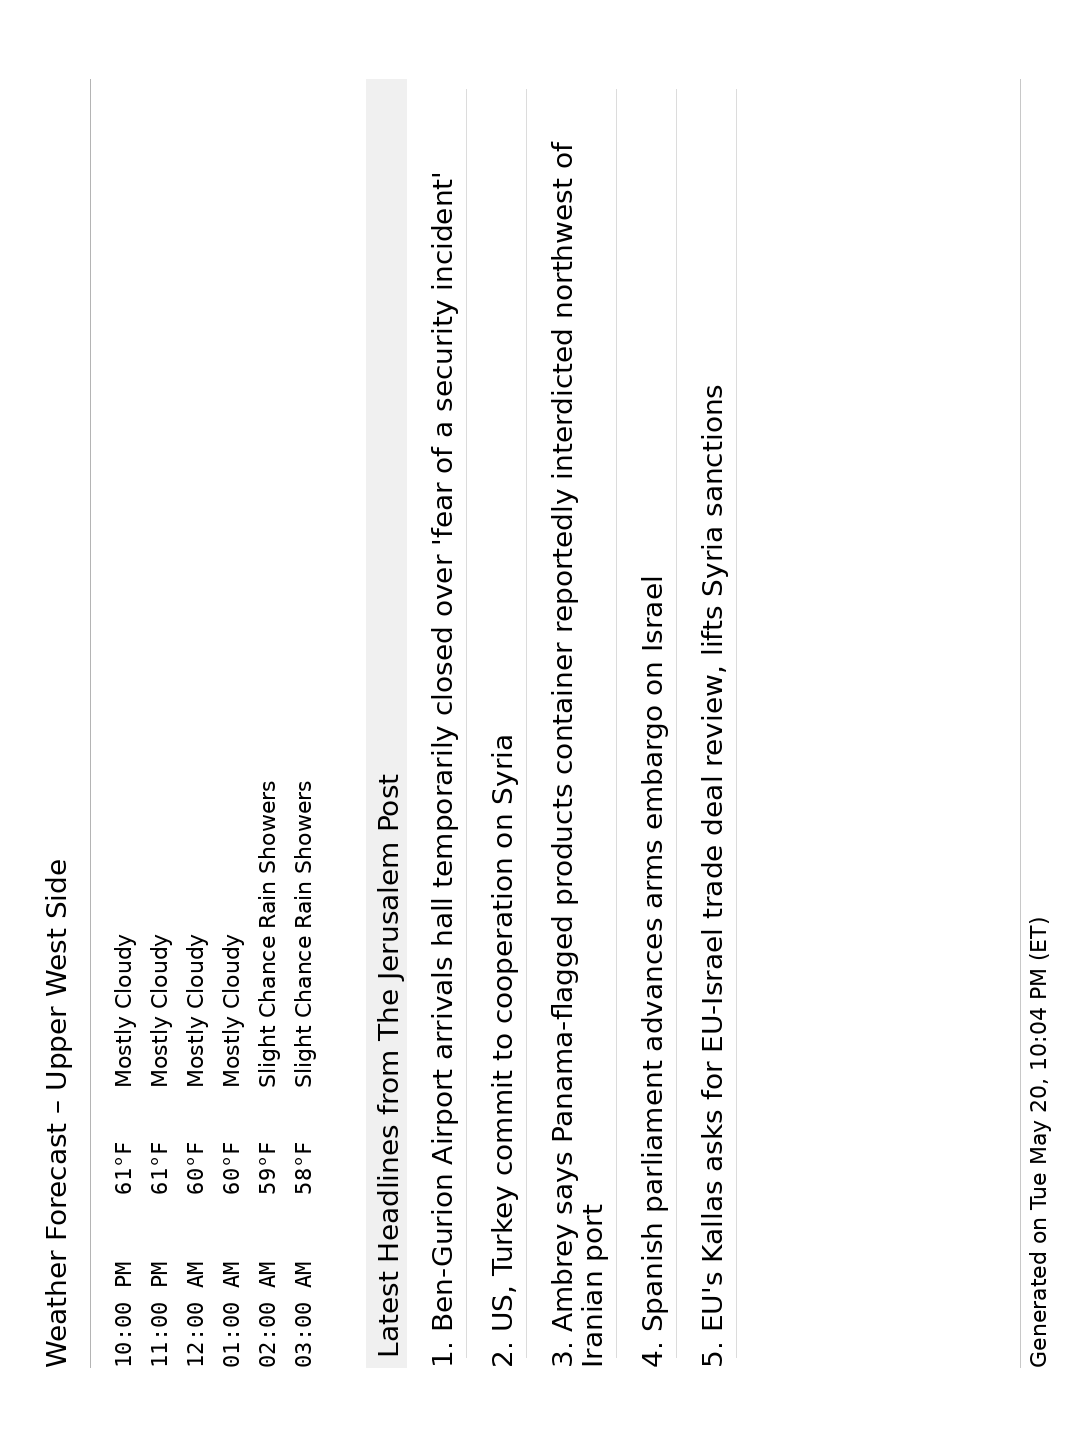 Weather Forecast – Upper West Side
10:00 PM 61°F Mostly Cloudy
11:00 PM 61°F Mostly Cloudy
12:00 AM 60°F Mostly Cloudy
01:00 AM 60°F Mostly Cloudy
02:00 AM 59°F Slight Chance Rain Showers
03:00 AM 58°F Slight Chance Rain Showers
Latest Headlines from The Jerusalem Post
1. Ben-Gurion Airport arrivals hall temporarily closed over 'fear of a security incident'
2. US, Turkey commit to cooperation on Syria
3. Ambrey says Panama-flagged products container reportedly interdicted northwest of
Iranian port
4. Spanish parliament advances arms embargo on Israel
5. EU's Kallas asks for EU-Israel trade deal review, lifts Syria sanctions
Generated on Tue May 20, 10:04 PM (ET)